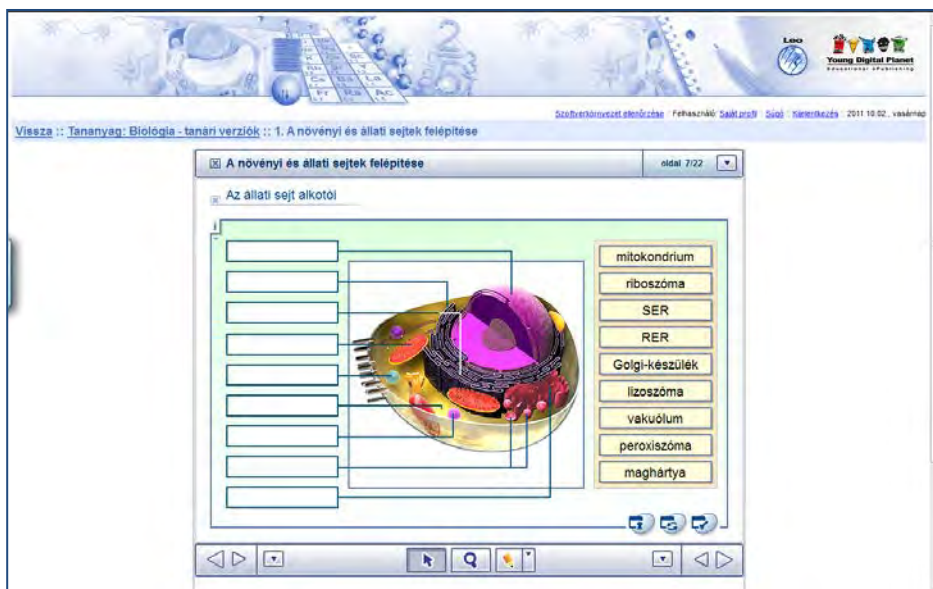 Leo
Young Digital Planet
Educational ePublishing
Szoftverkörnyezet ellenőrzése : Felhasználó: Saját profil : Súgó : Kijelentkezés : 2011.10.02., vasárnap
Vissza :: Tananyag: Biológia - tanári verziók :: 1. A növényi és állati sejtek felépítése
A növényi és állati sejtek felépítése
oldal 7/22
Az állati sejt alkotói
mitokondrium
riboszóma
SER
RER
Golgi-készülék
lizoszóma
vakuólum
peroxiszóma
maghártya